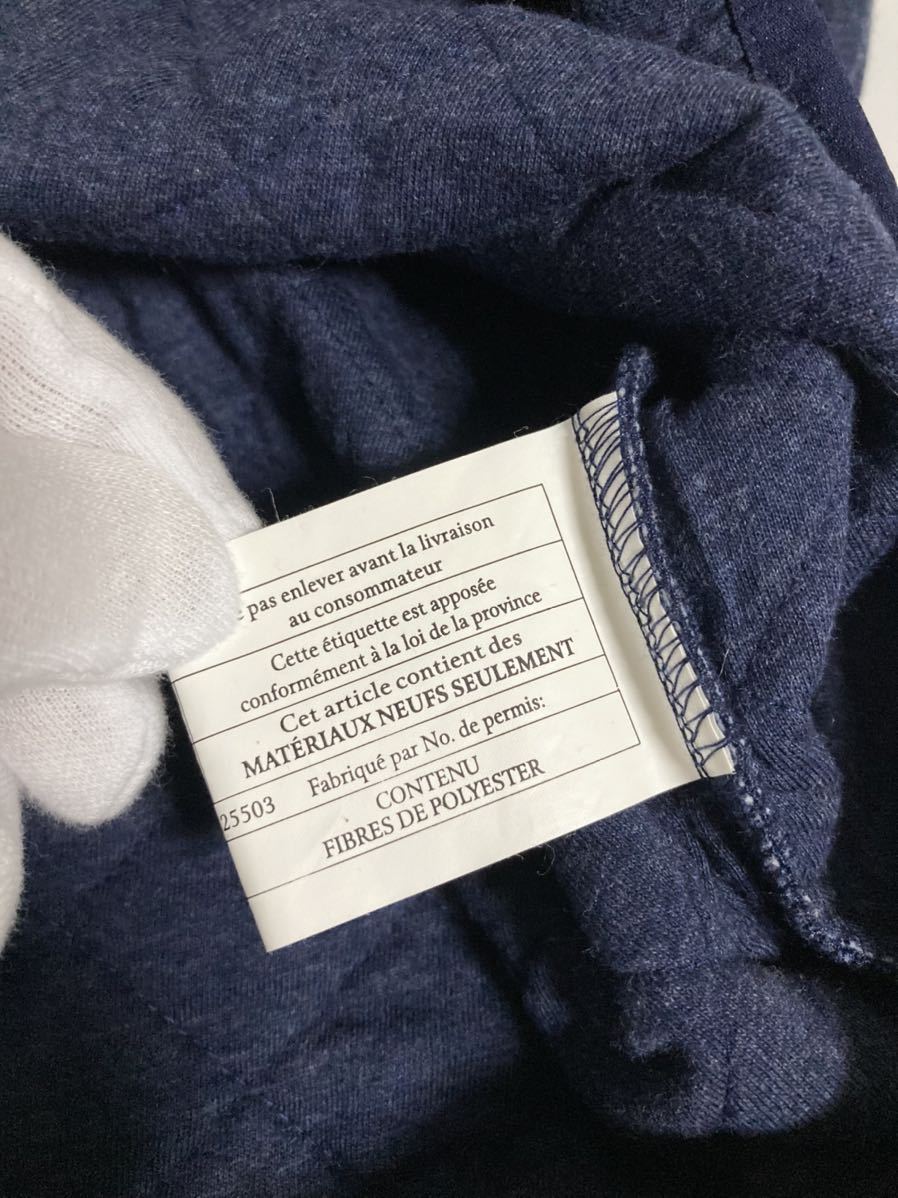 pas enlever avant la livraison
au consommateur
Cette étiquette est apposée
conformément à la loi de la province
Cet article contient des
MATÉRIAUX NEUFS SEULEMENT
Fabriqué par No. de permis:
25503
CONTENU
FIBRES DE POLYESTER